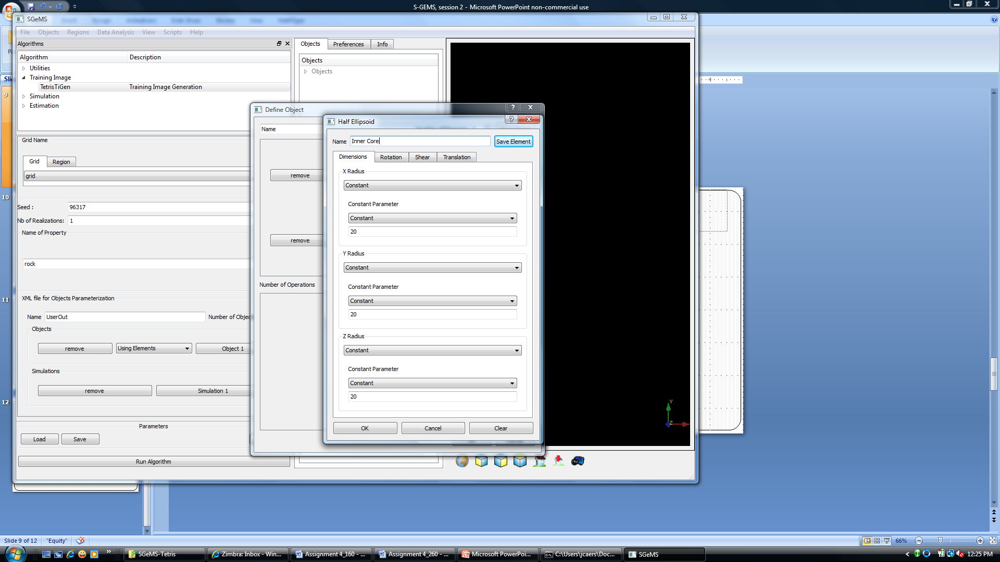 S-GEMS, session 2 - Microsoft PowerPoint non-commercial use
SGeMS
File Objects Regions Data Analysis View Scripts Help
Algorithms
Algorithm Description
Utilities
Training Image
TetrisTiGen Training Image Generation
Simulation
Estimation
Objects Preferences Info
Objects
Objects
Grid Name
Grid Region
grid
Seed : 96317
Nb of Realizations: 1
Name of Property
rock
XML file for Objects Parameterization
Name UserOut Number of Objec
Objects
remove Using Elements Object 1
Simulations
remove Simulation 1
Parameters
Load Save
Run Algorithm
Define Object
Name
remove
remove
Number of Operations
Half Ellipsoid
Name Inner Core Save Element
Dimensions Rotation Shear Translation
X Radius
Constant
Constant Parameter
Constant
20
Y Radius
Constant
Constant Parameter
Constant
20
Z Radius
Constant
Constant Parameter
Constant
20
OK Cancel Clear
Y
Z
4
Sli
9
10
11
12
Slide 9 of 12 "Equity" 66%
SGeMS-Tetris Zimbra: Inbox - Win... Assignment 4_160 - ... Assignment 4_260 - ... Microsoft PowerPoi... C:\Users\jcaers\Doc... SGeMS 12:25 PM